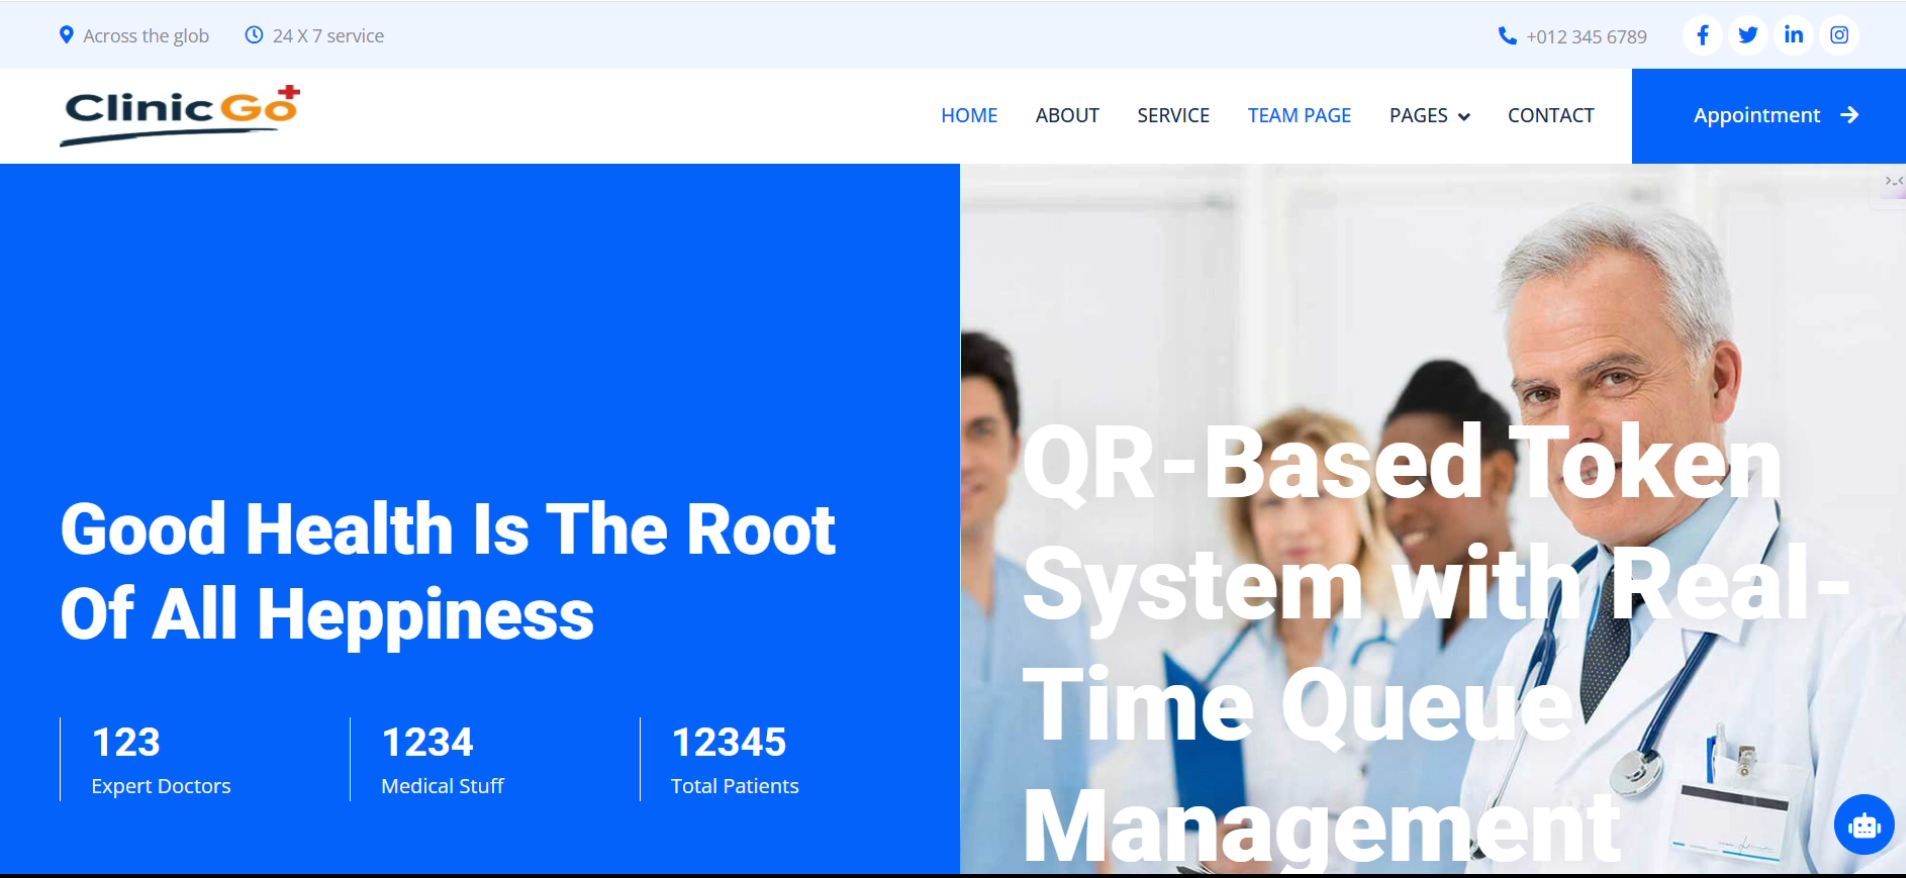 Across the glob
24 X 7 service
+012 345 6789
Clinic Go
HOME
ABOUT
SERVICE
TEAM PAGE
PAGES
CONTACT
Appointment
Good Health Is The Root
Of All Heppiness
123
Expert Doctors
1234
Medical Stuff
12345
Total Patients
QR-Based Token
System with Real-
Time Queue
Management